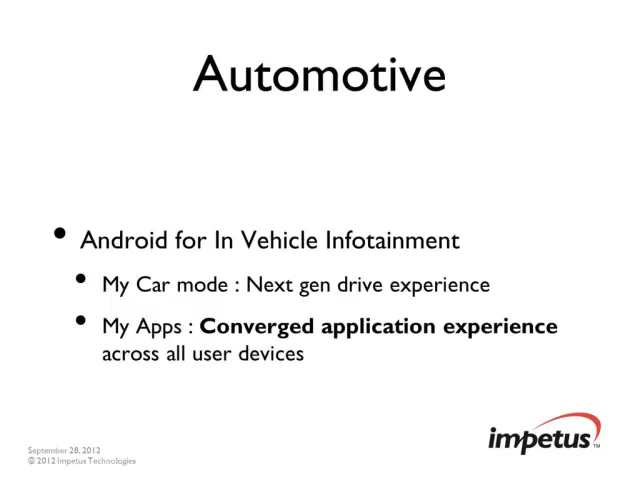 Automotive
• Android for In Vehicle Infotainment
• My Car mode : Next gen drive experience
• My Apps : Converged application experience
across all user devices
impetus™
September 28, 2012
© 2012 Impetus Technologies